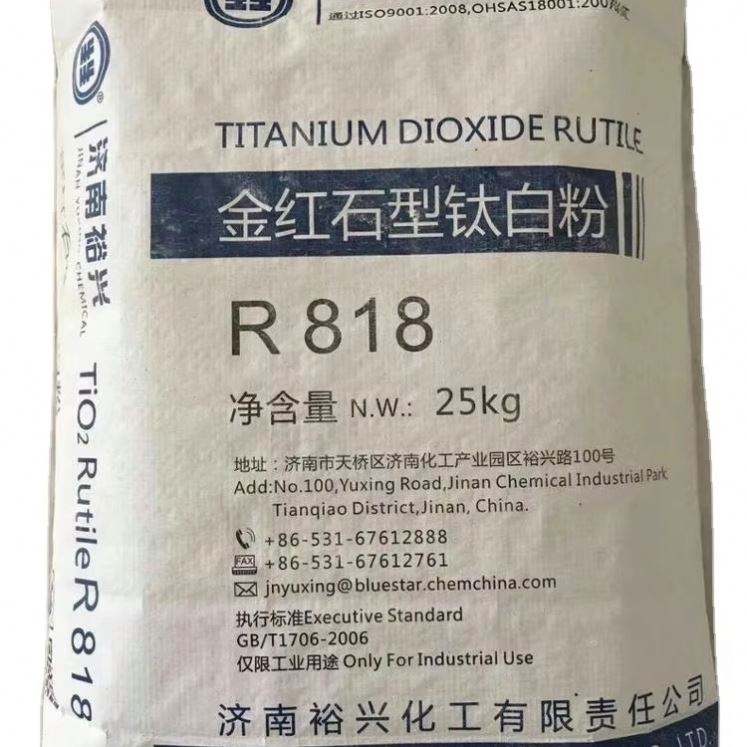 通过ISO9001:2008,OHSAS18001:200
TITANIUM DIOXIDE RUTILE
金红石型钛白粉
R 818
净含量 N.W.: 25kg
地址:济南市天桥区济南化工产业园区裕兴路100号
Add:No.100,Yuxing Road,Jinan Chemical Industrial Park,
Tianqiao District,Jinan, China.
+86-531-67612888
FAX +86-531-67612761
jnyuxing@bluestar.chemchina.com
执行标准Executive Standard
GB/T1706-2006
仅限工业用途 Only For Industrial Use
济南裕兴化工有限责任公司
LTD.
济南裕兴
JINAN YUXING CHEMICAL
TiO2 Rutile R 818